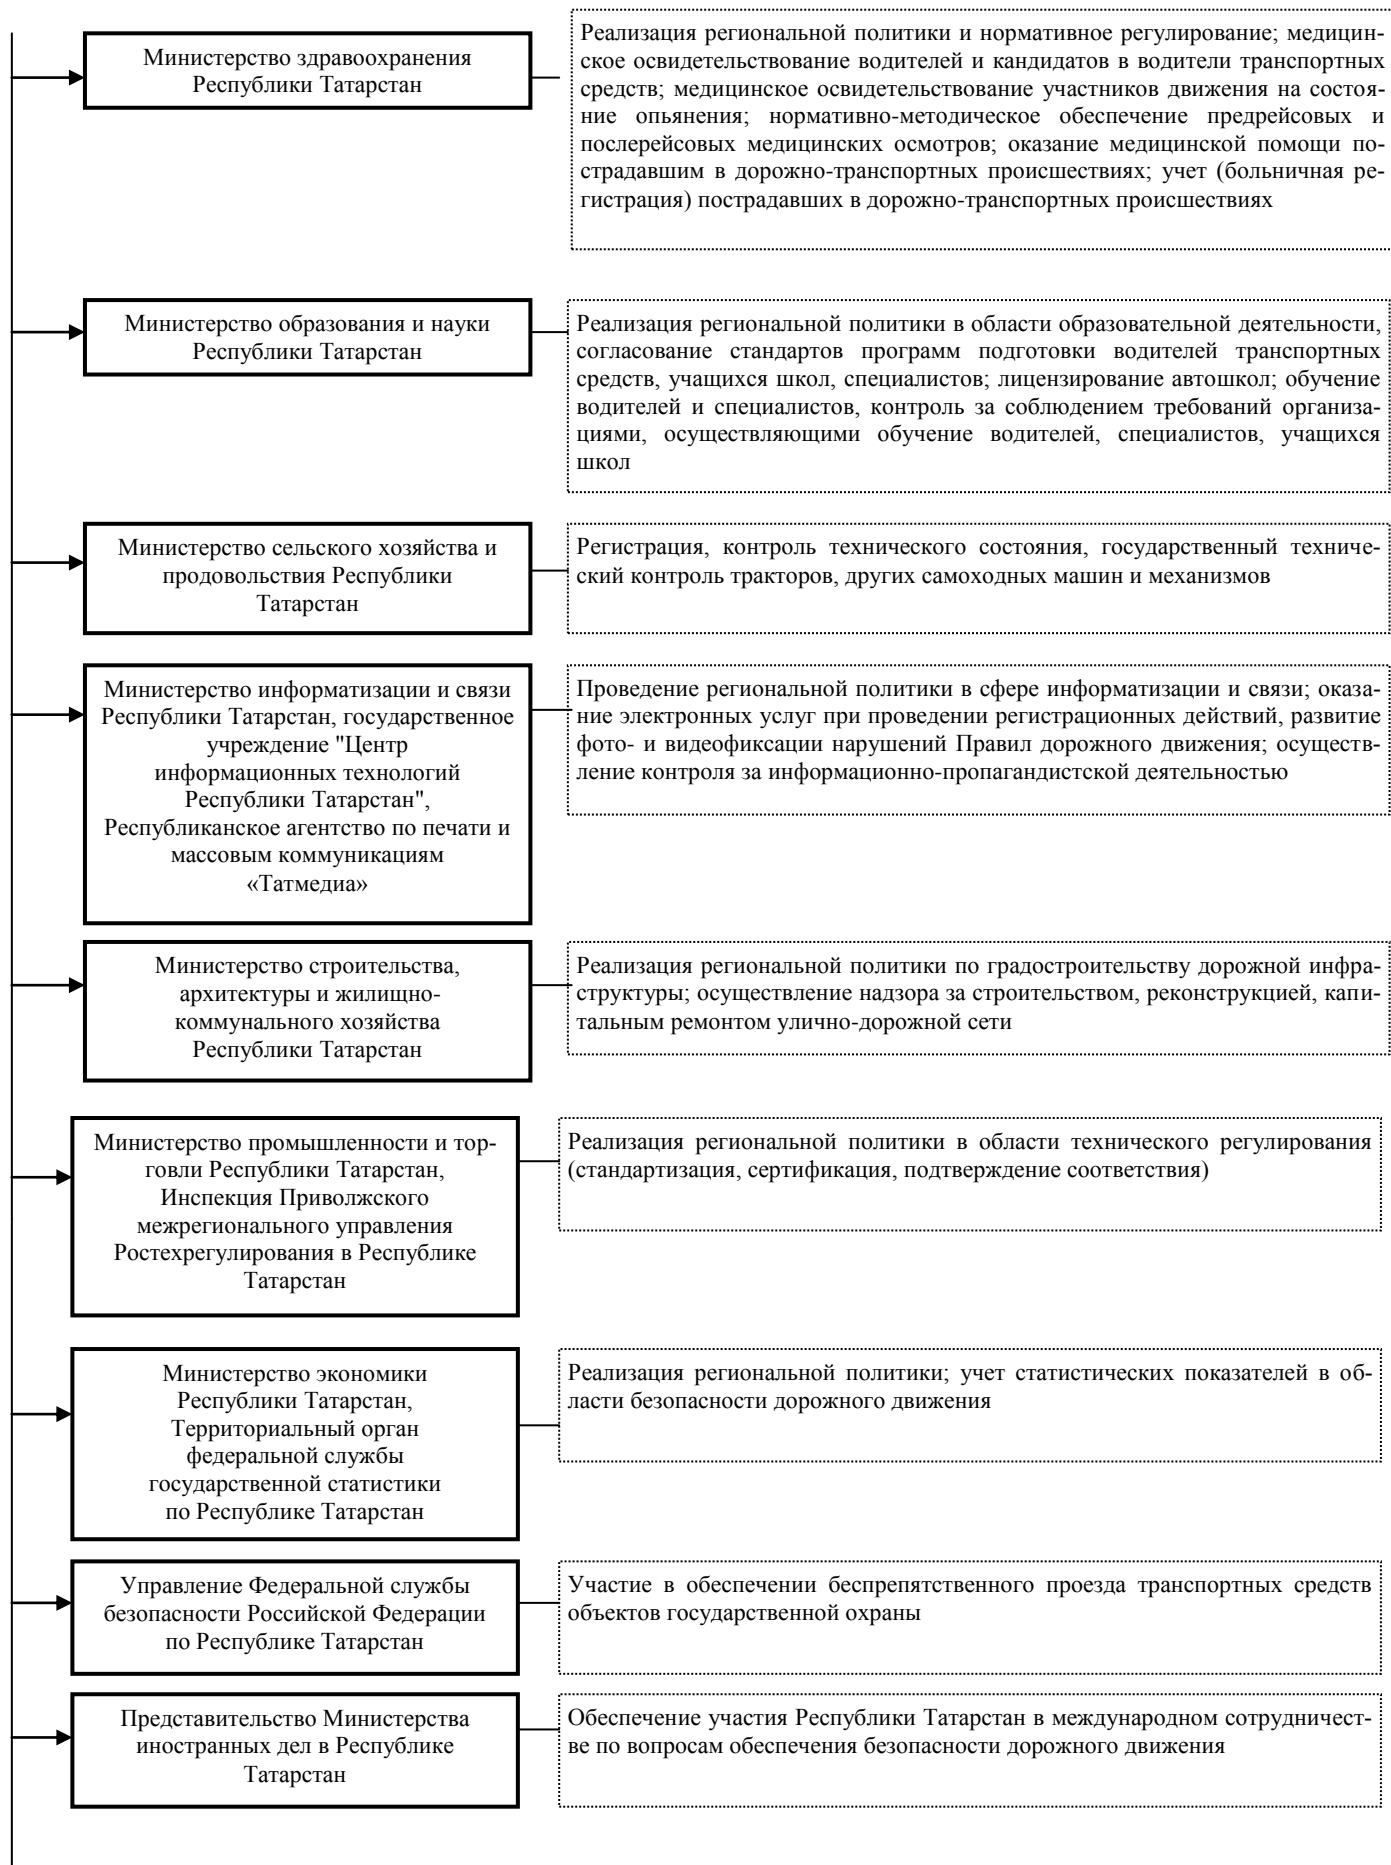 Министерство здравоохранения
Республики Татарстан
Реализация региональной политики и нормативное регулирование; медицин-
ское освидетельствование водителей и кандидатов в водители транспортных
средств; медицинское освидетельствование участников движения на состоя-
ние опьянения; нормативно-методическое обеспечение предрейсовых и
послерейсовых медицинских осмотров; оказание медицинской помощи по-
страдавшим в дорожно-транспортных происшествиях; учет (больничная ре-
гистрация) пострадавших в дорожно-транспортных происшествиях
Министерство образования и науки
Республики Татарстан
Реализация региональной политики в области образовательной деятельности,
согласование стандартов программ подготовки водителей транспортных
средств, учащихся школ, специалистов; лицензирование автошкол; обучение
водителей и специалистов, контроль за соблюдением требований организа-
циями, осуществляющими обучение водителей, специалистов, учащихся
школ
Министерство сельского хозяйства и
продовольствия Республики
Татарстан
Регистрация, контроль технического состояния, государственный техниче-
ский контроль тракторов, других самоходных машин и механизмов
Министерство информатизации и связи
Республики Татарстан, государственное
учреждение "Центр
информационных технологий
Республики Татарстан",
Республиканское агентство по печати и
массовым коммуникациям
«Татмедиа»
Проведение региональной политики в сфере информатизации и связи; оказа-
ние электронных услуг при проведении регистрационных действий, развитие
фото- и видеофиксации нарушений Правил дорожного движения; осуществ-
ление контроля за информационно-пропагандистской деятельностью
Министерство строительства,
архитектуры и жилищно-
коммунального хозяйства
Республики Татарстан
Реализация региональной политики по градостроительству дорожной инфра-
структуры; осуществление надзора за строительством, реконструкцией, капи-
тальным ремонтом улично-дорожной сети
Министерство промышленности и тор-
говли Республики Татарстан,
Инспекция Приволжского
межрегионального управления
Ростехрегулирования в Республике
Татарстан
Реализация региональной политики в области технического регулирования
(стандартизация, сертификация, подтверждение соответствия)
Министерство экономики
Республики Татарстан,
Территориальный орган
федеральной службы
государственной статистики
по Республике Татарстан
Реализация региональной политики; учет статистических показателей в об-
ласти безопасности дорожного движения
Управление Федеральной службы
безопасности Российской Федерации
по Республике Татарстан
Участие в обеспечении беспрепятственного проезда транспортных средств
объектов государственной охраны
Представительство Министерства
иностранных дел в Республике
Татарстан
Обеспечение участия Республики Татарстан в международном сотрудничест-
ве по вопросам обеспечения безопасности дорожного движения